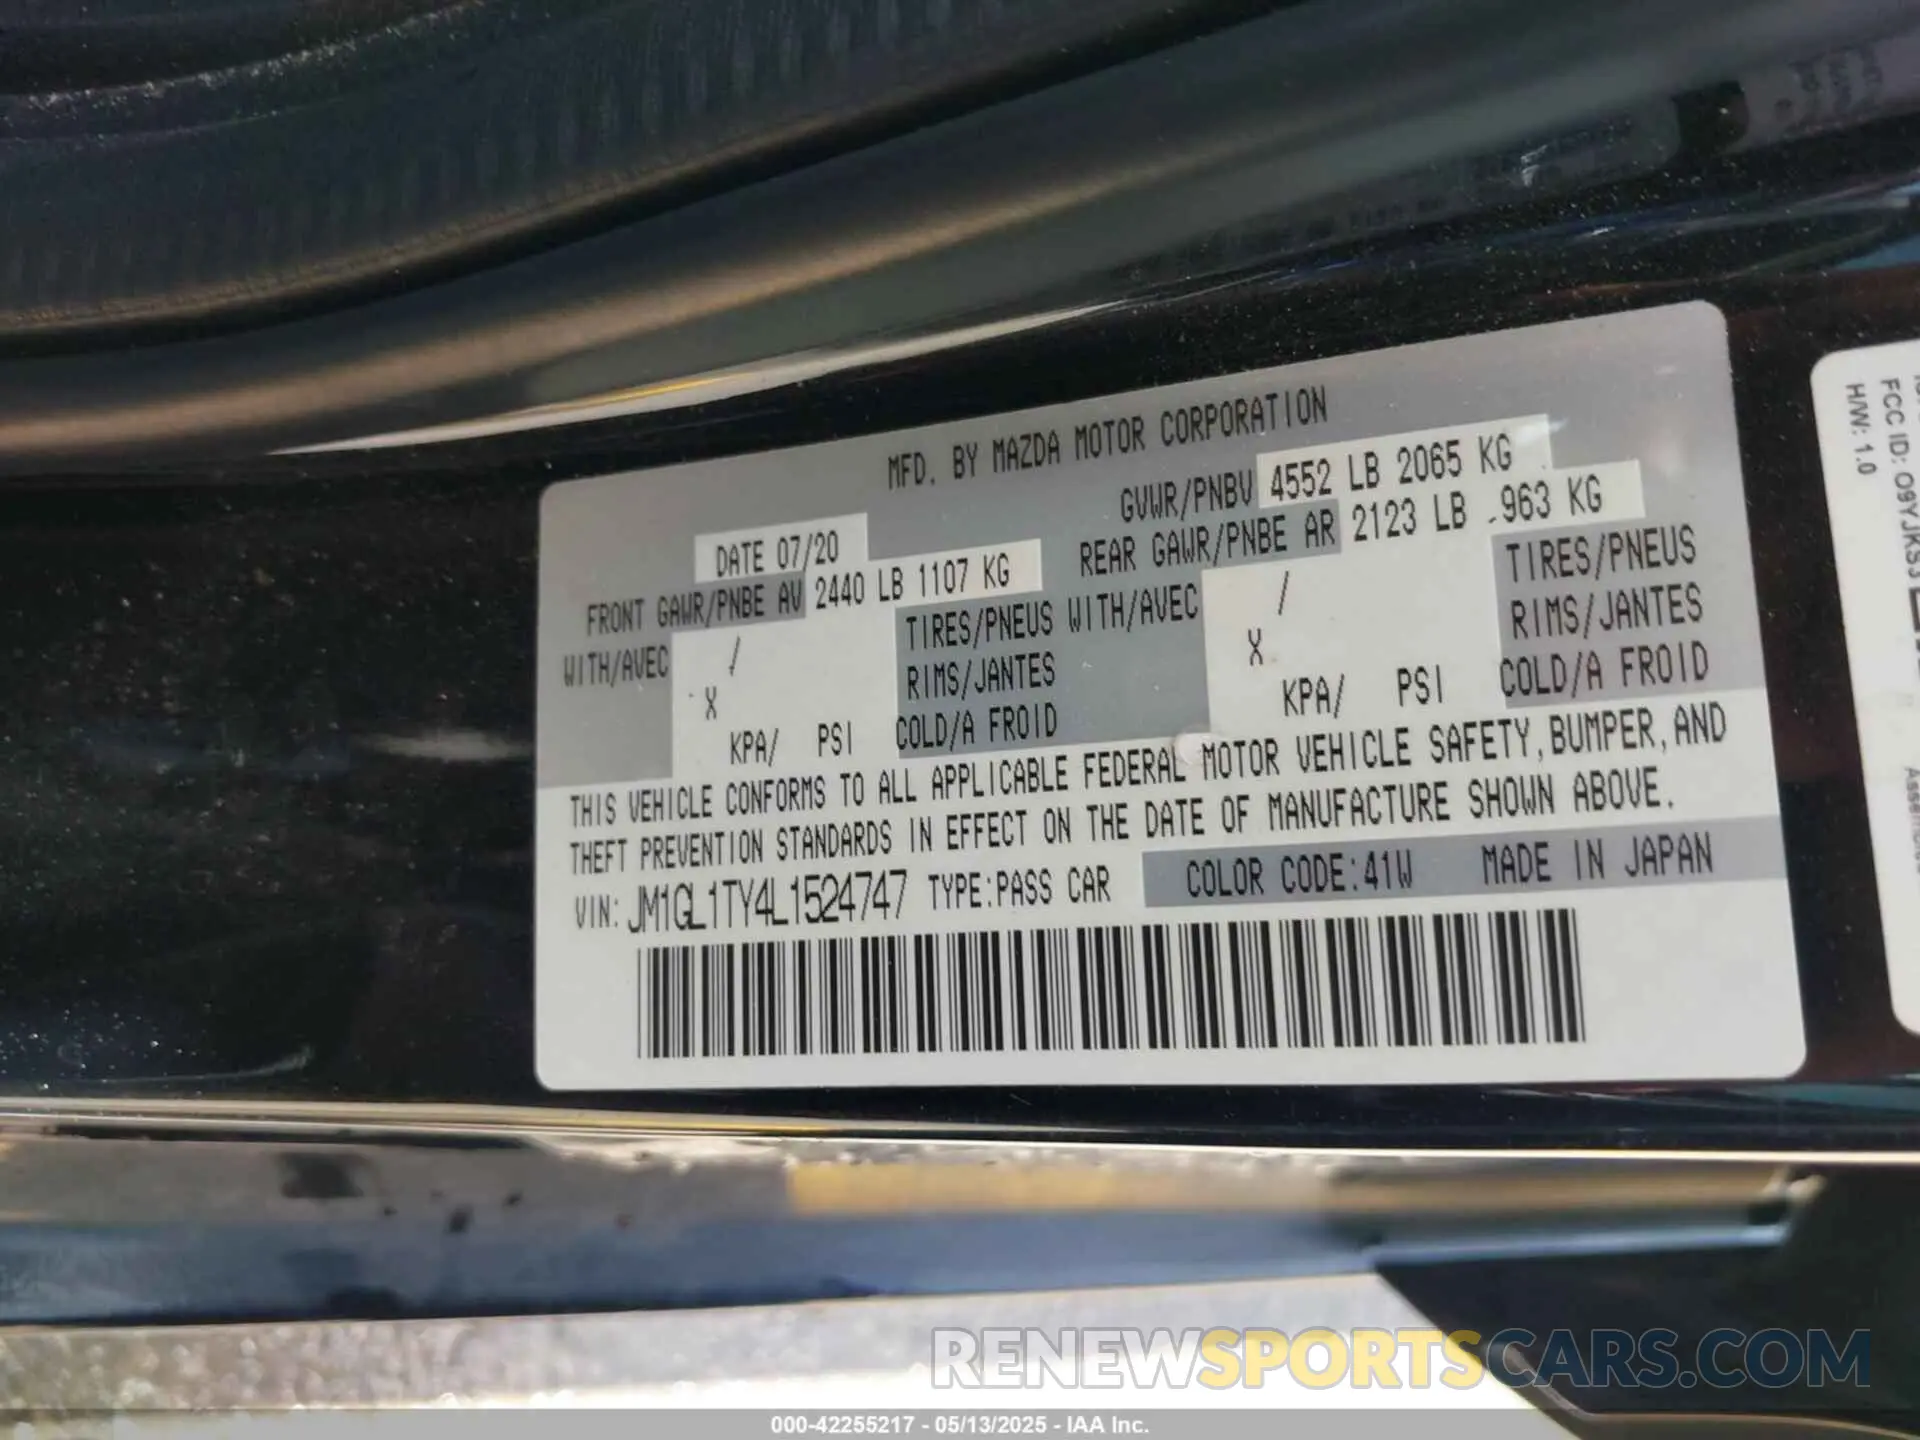 MFD. BY MAZDA MOTOR CORPORATION
GVWR/PNBV 4552 LB 2065 KG
DATE 07/20
FRONT GAWR/PNBE AV 2440 LB 1107 KG
REAR GAWR/PNBE AR 2123 LB 963 KG
WITH/AVEC / TIRES/PNEUS
X RIMS/JANTES
KPA/ PSI COLD/A FROID
WITH/AVEC / TIRES/PNEUS
X RIMS/JANTES
KPA/ PSI COLD/A FROID
THIS VEHICLE CONFORMS TO ALL APPLICABLE FEDERAL MOTOR VEHICLE SAFETY, BUMPER, AND
THEFT PREVENTION STANDARDS IN EFFECT ON THE DATE OF MANUFACTURE SHOWN ABOVE.
VIN: JM1GL1TY4L1524747 TYPE: PASS CAR COLOR CODE: 41W MADE IN JAPAN
H/W: 1.0
RENEWSPORTSCARS.COM
000-42255217 - 05/13/2025 - IAA Inc.